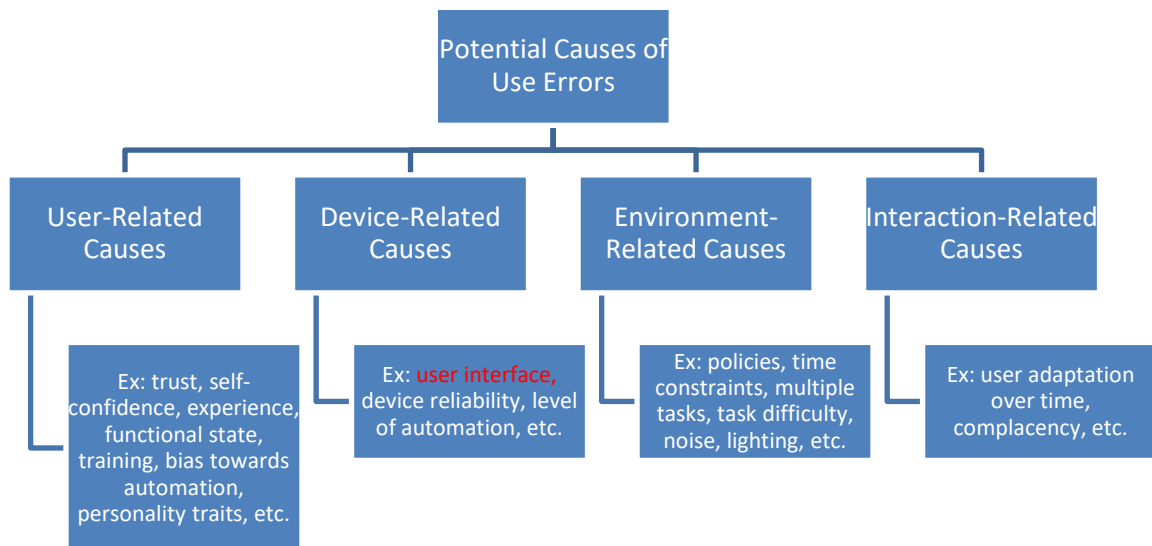 Potential Causes of
Use Errors
User-Related
Causes
Device-Related
Causes
Environment-
Related Causes
Interaction-Related
Causes
Ex: trust, self-
confidence, experience,
functional state,
training, bias towards
automation,
personality traits, etc.
Ex: user interface,
device reliability, level
of automation, etc.
Ex: policies, time
constraints, multiple
tasks, task difficulty,
noise, lighting, etc.
Ex: user adaptation
over time,
complacency, etc.